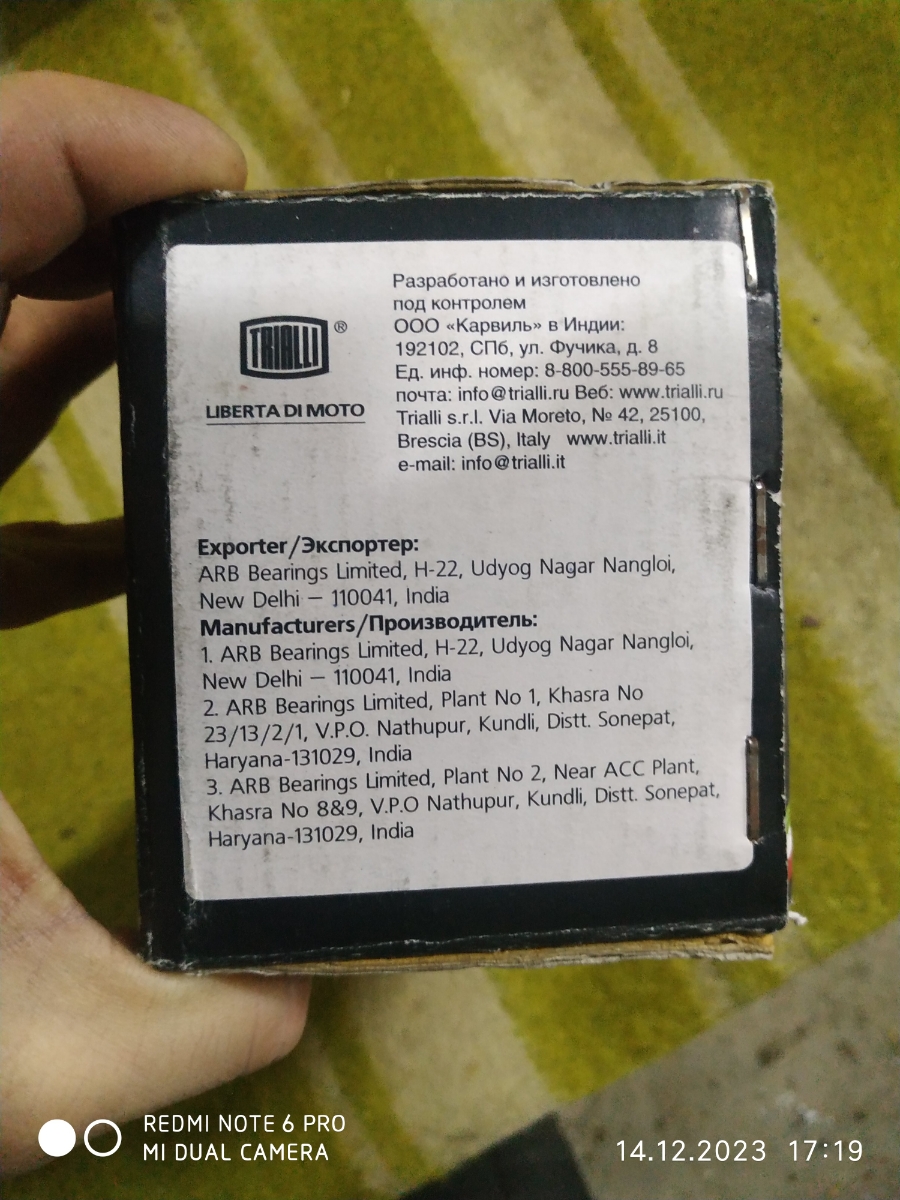 TRIALLI®
LIBERTA DI MOTO
Разработано и изготовлено
под контролем
ООО «Карвиль» в Индии:
192102, СПб, ул. Фучика, д. 8
Ед. инф. номер: 8-800-555-89-65
почта: info@trialli.ru Веб: www.trialli.ru
Trialli s.r.l. Via Moreto, № 42, 25100,
Brescia (BS), Italy www.trialli.it
e-mail: info@trialli.it
Exporter/Экспортер:
ARB Bearings Limited, H-22, Udyog Nagar Nangloi,
New Delhi – 110041, India
Manufacturers/Производитель:
1. ARB Bearings Limited, H-22, Udyog Nagar Nangloi,
New Delhi – 110041, India
2. ARB Bearings Limited, Plant No 1, Khasra No
23/13/2/1, V.P.O. Nathupur, Kundli, Distt. Sonepat,
Haryana-131029, India
3. ARB Bearings Limited, Plant No 2, Near ACC Plant,
Khasra No 8&9, V.P.O Nathupur, Kundli, Distt. Sonepat,
Haryana-131029, India
REDMI NOTE 6 PRO
MI DUAL CAMERA
14.12.2023 17:19